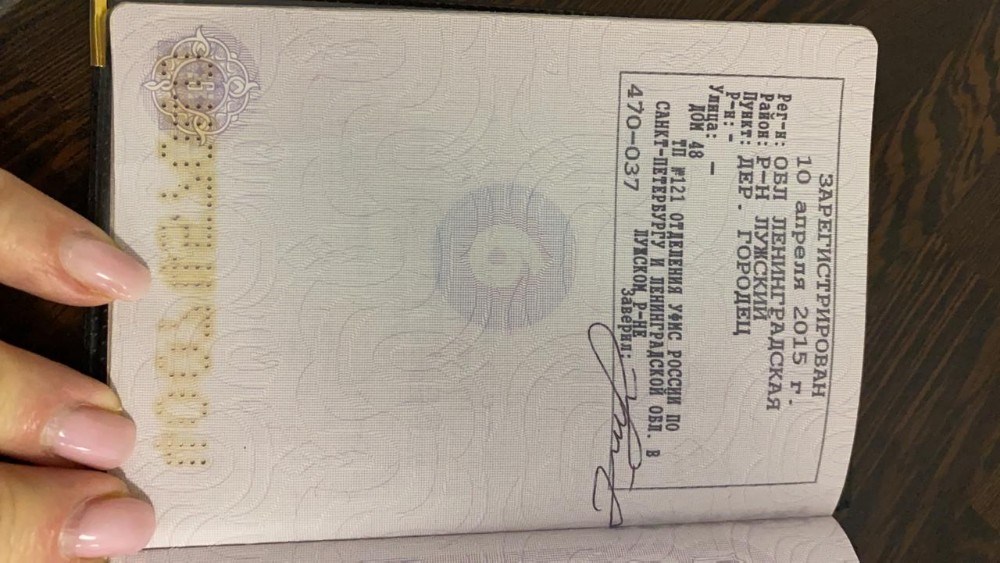 ЗАРЕГИСТРИРОВАН
10 апреля 2015 г.
Рег-н: ОБЛ ЛЕНИНГРАДСКАЯ
Район: Р-Н ЛУЖСКИЙ
Пункт: ДЕР. ГОРОДЕЦ
Р-н: -
Улица: -
ДОМ 48
ТП №121 ОТДЕЛЕНИЯ УФМС РОССИИ ПО
САНКТ-ПЕТЕРБУРГУ И ЛЕНИНГРАДСКОЙ ОБЛ. В
ЛУЖСКОМ Р-НЕ
470-037
Заверил: